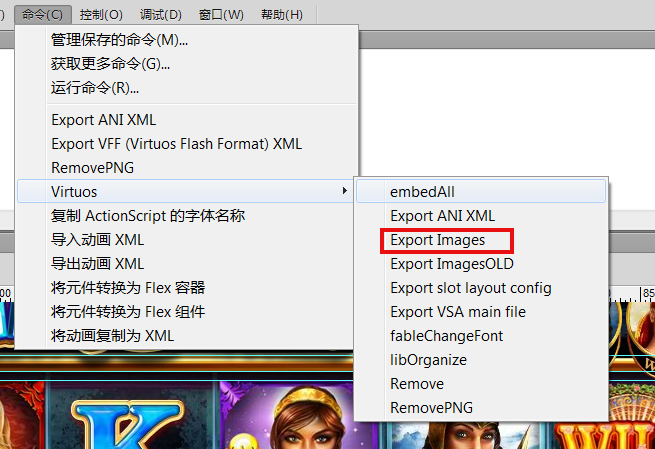 T) 命令(C) 控制(O) 调试(D) 窗口(W) 帮助(H)
管理保存的命令(M)...
获取更多命令(G)...
运行命令(R)...
Export ANI XML
Export VFF (Virtuos Flash Format) XML
RemovePNG
Virtuos
复制 ActionScript 的字体名称
导入动画 XML
导出动画 XML
将元件转换为 Flex 容器
将元件转换为 Flex 组件
将动画复制为 XML
embedAll
Export ANI XML
Export Images
Export ImagesOLD
Export slot layout config
Export VSA main file
fableChangeFont
libOrganize
Remove
RemovePNG
00
85
K
WI